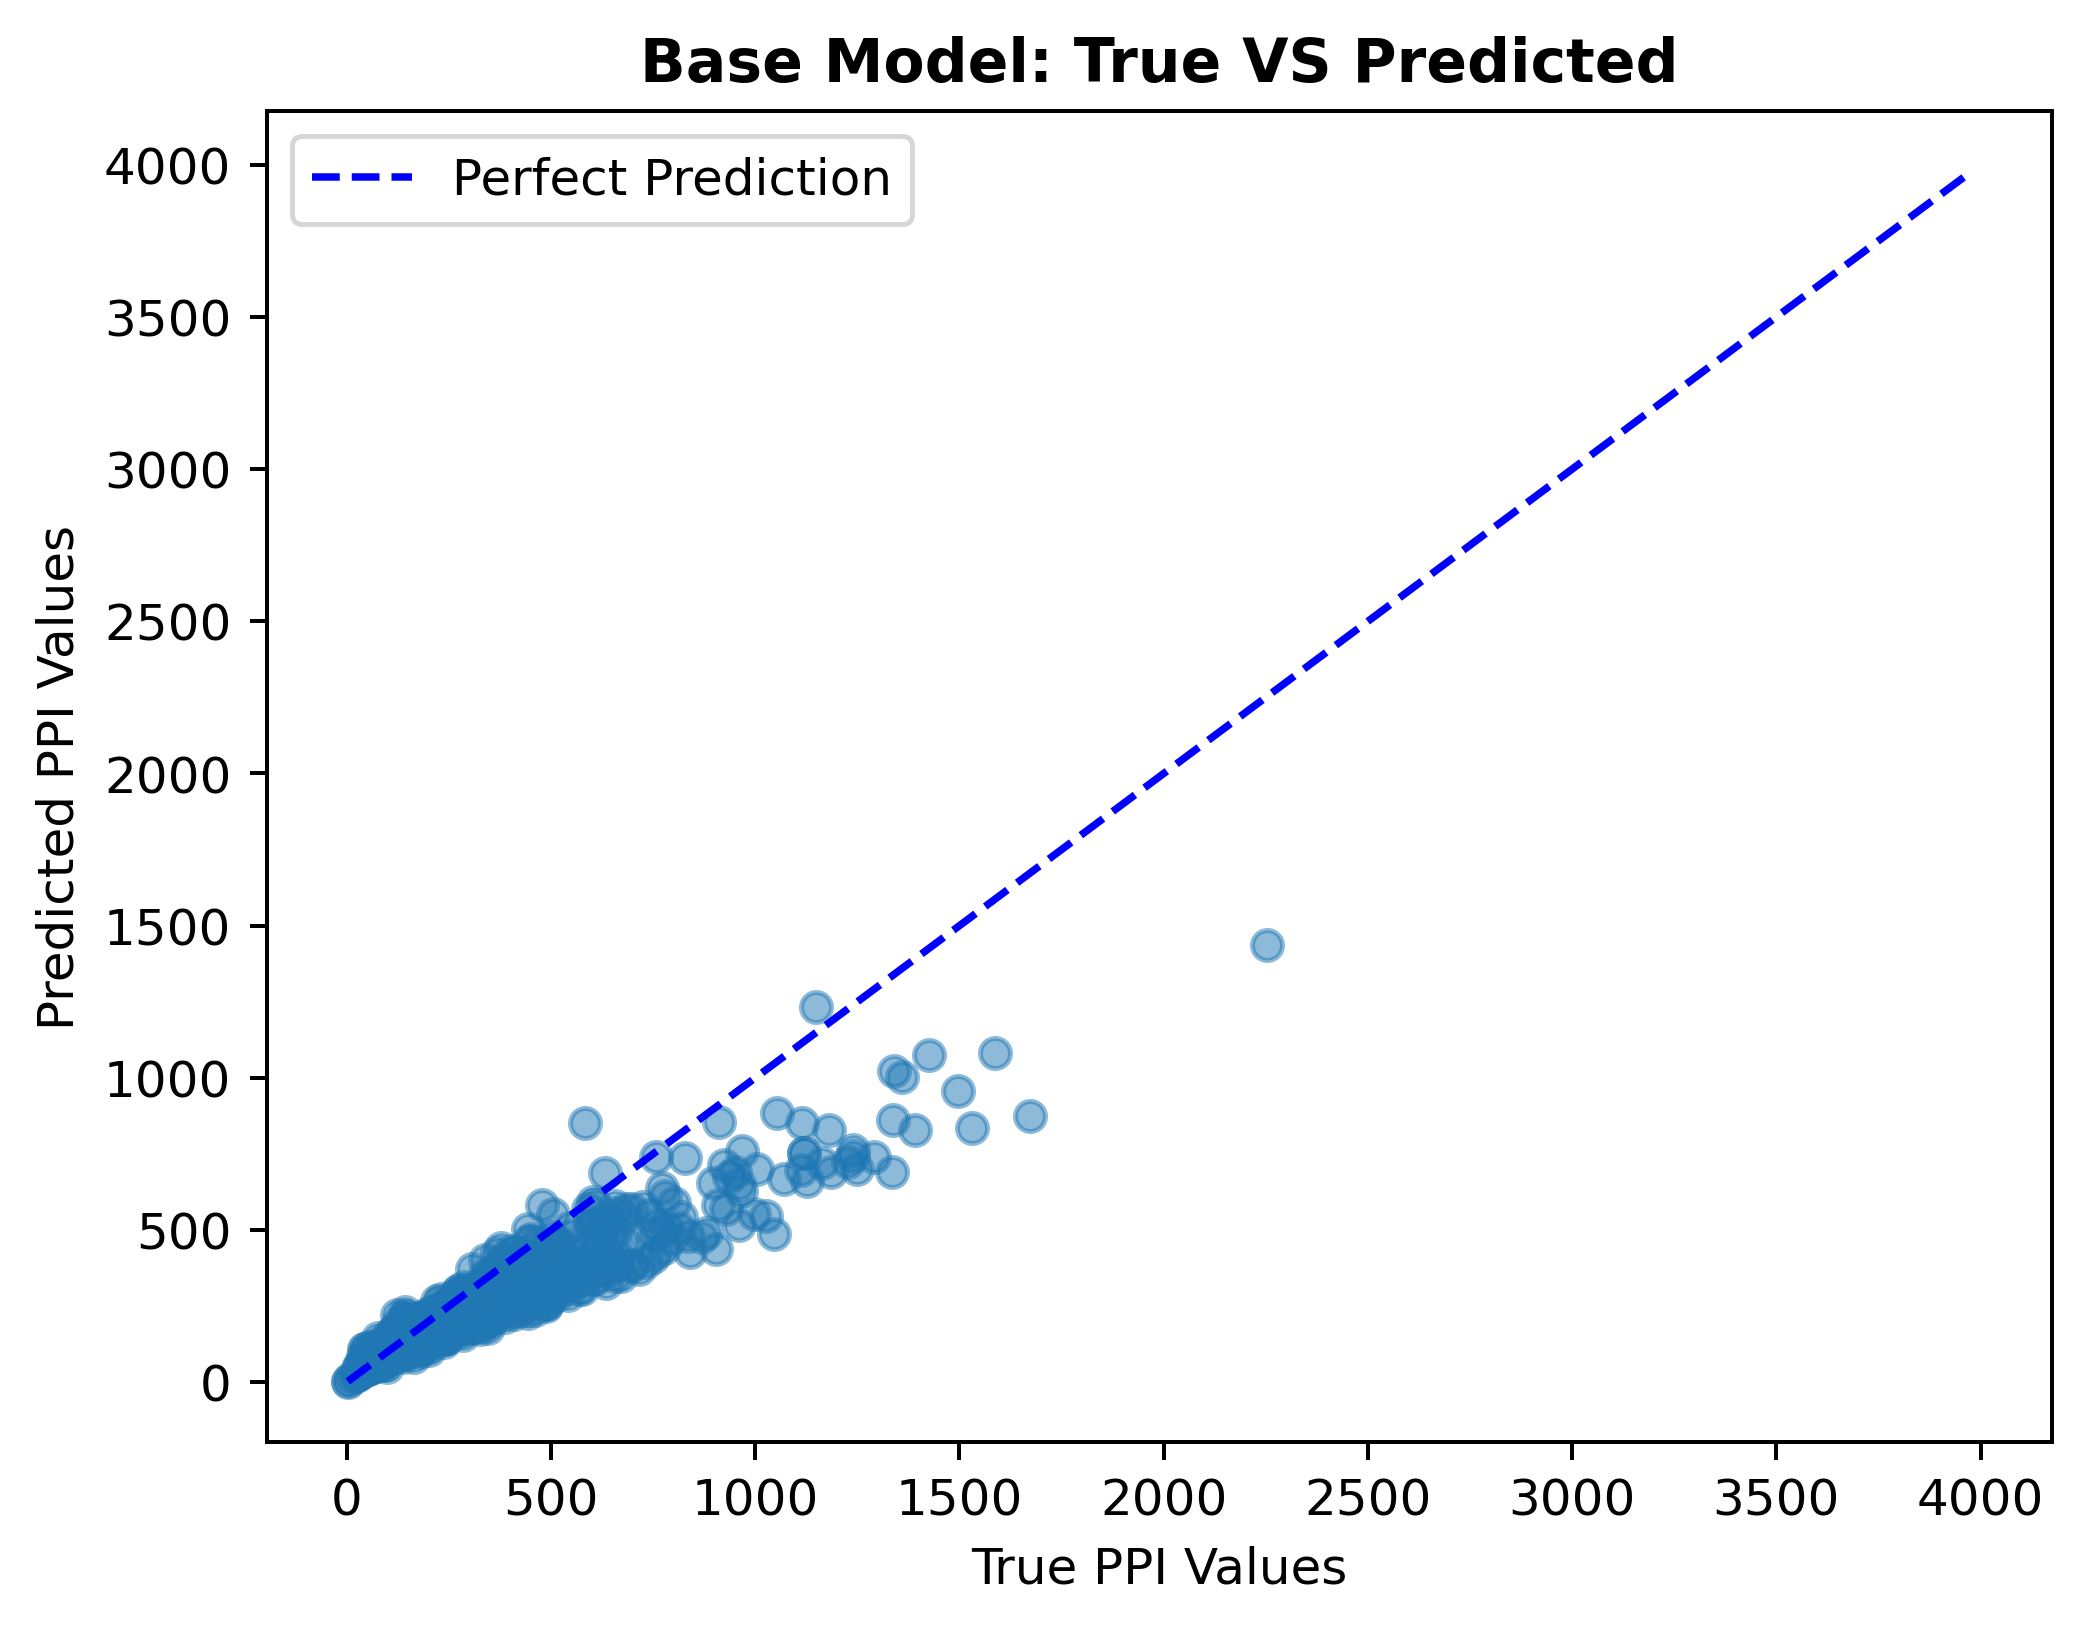 Base Model: True VS Predicted
Perfect Prediction
Predicted PPI Values
4000
3500
3000
2500
2000
1500
1000
500
0
0 500 1000 1500 2000 2500 3000 3500 4000
True PPI Values